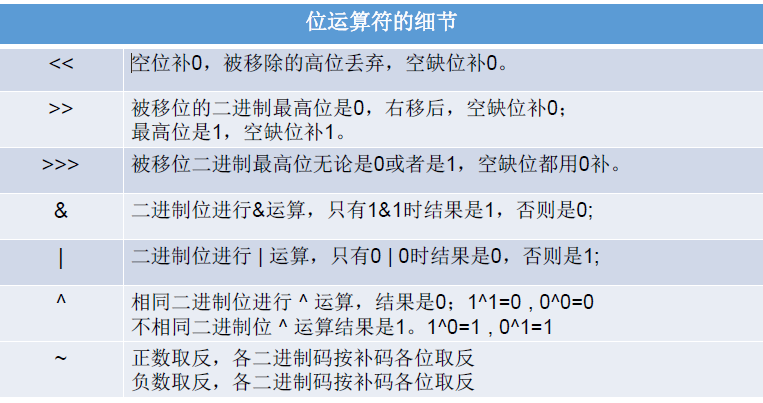 位运算符的细节
<< 空位补0，被移除的高位丢弃，空缺位补0。
>> 被移位的二进制最高位是0，右移后，空缺位补0；
最高位是1，空缺位补1。
>>> 被移位二进制最高位无论是0或者是1，空缺位都用0补。
& 二进制位进行&运算，只有1&1时结果是1，否则是0;
| 二进制位进行 | 运算，只有0 | 0时结果是0，否则是1;
^ 相同二进制位进行 ^ 运算，结果是0；1^1=0 , 0^0=0
不相同二进制位 ^ 运算结果是1。1^0=1 , 0^1=1
~ 正数取反，各二进制码按补码各位取反
负数取反，各二进制码按补码各位取反